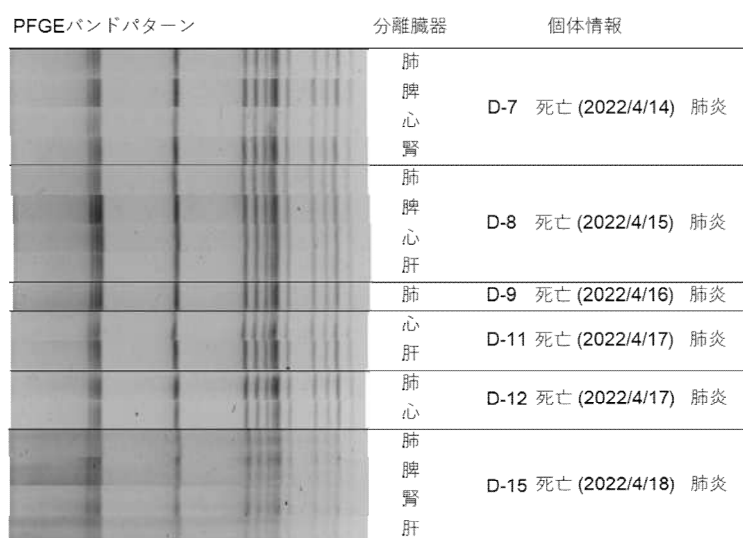 PFGEバンドパターン 分離臓器 個体情報
肺
脾
心
腎
D-7 死亡 (2022/4/14) 肺炎
肺
脾
心
肝
D-8 死亡 (2022/4/15) 肺炎
肺 D-9 死亡 (2022/4/16) 肺炎
心
肝
D-11 死亡 (2022/4/17) 肺炎
肺
心
D-12 死亡 (2022/4/17) 肺炎
肺
脾
腎
肝
D-15 死亡 (2022/4/18) 肺炎